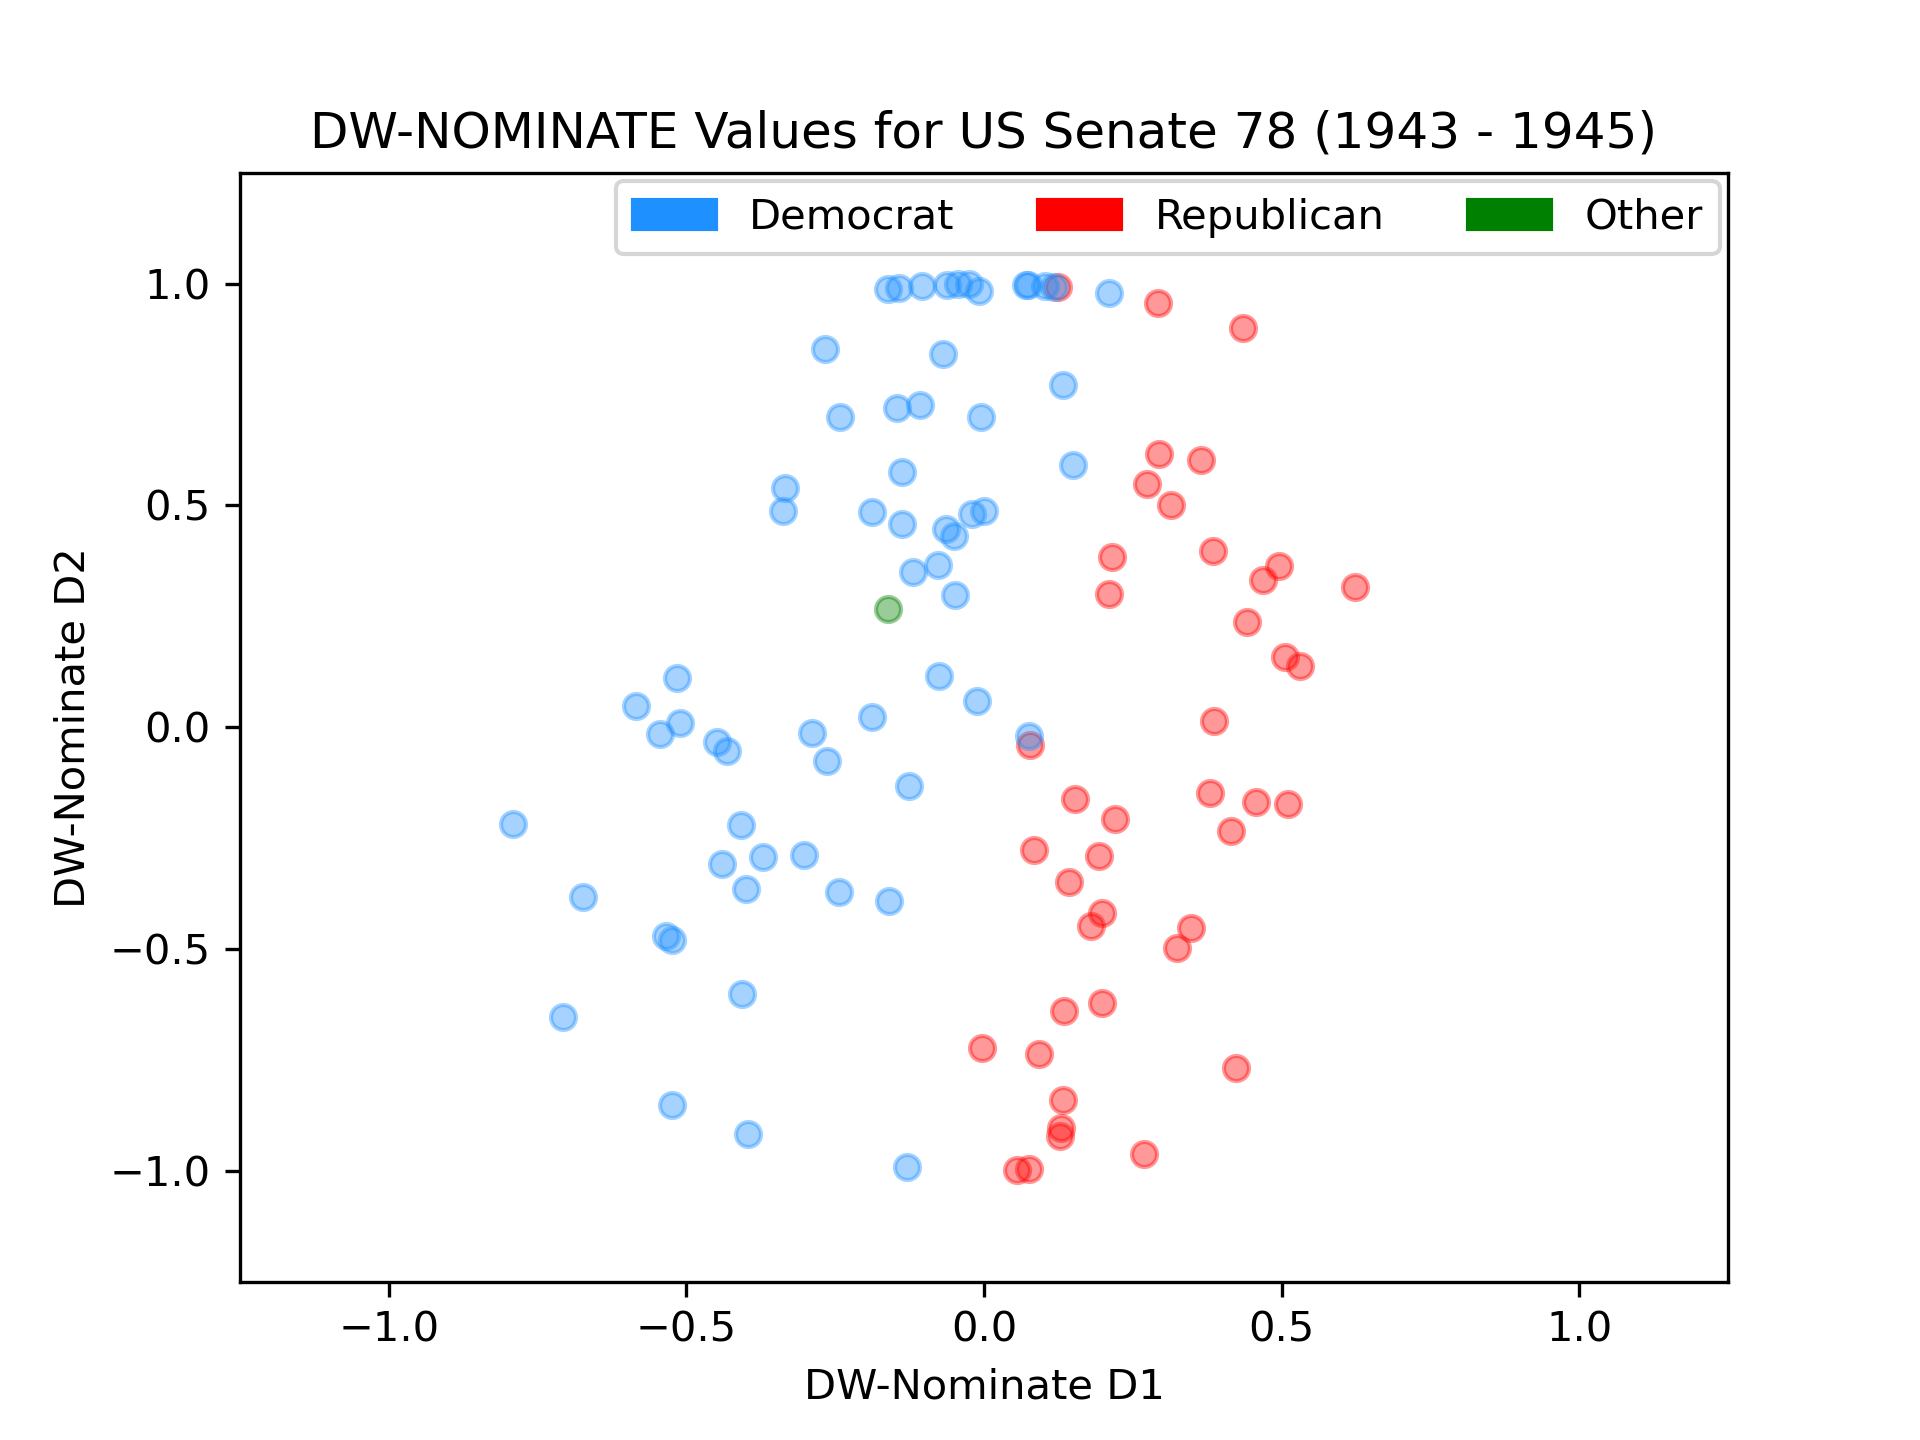 DW-NOMINATE Values for US Senate 78 (1943 - 1945)
Democrat Republican Other
1.0
0.5
0.0
−0.5
−1.0
DW-Nominate D2
−1.0 −0.5 0.0 0.5 1.0
DW-Nominate D1